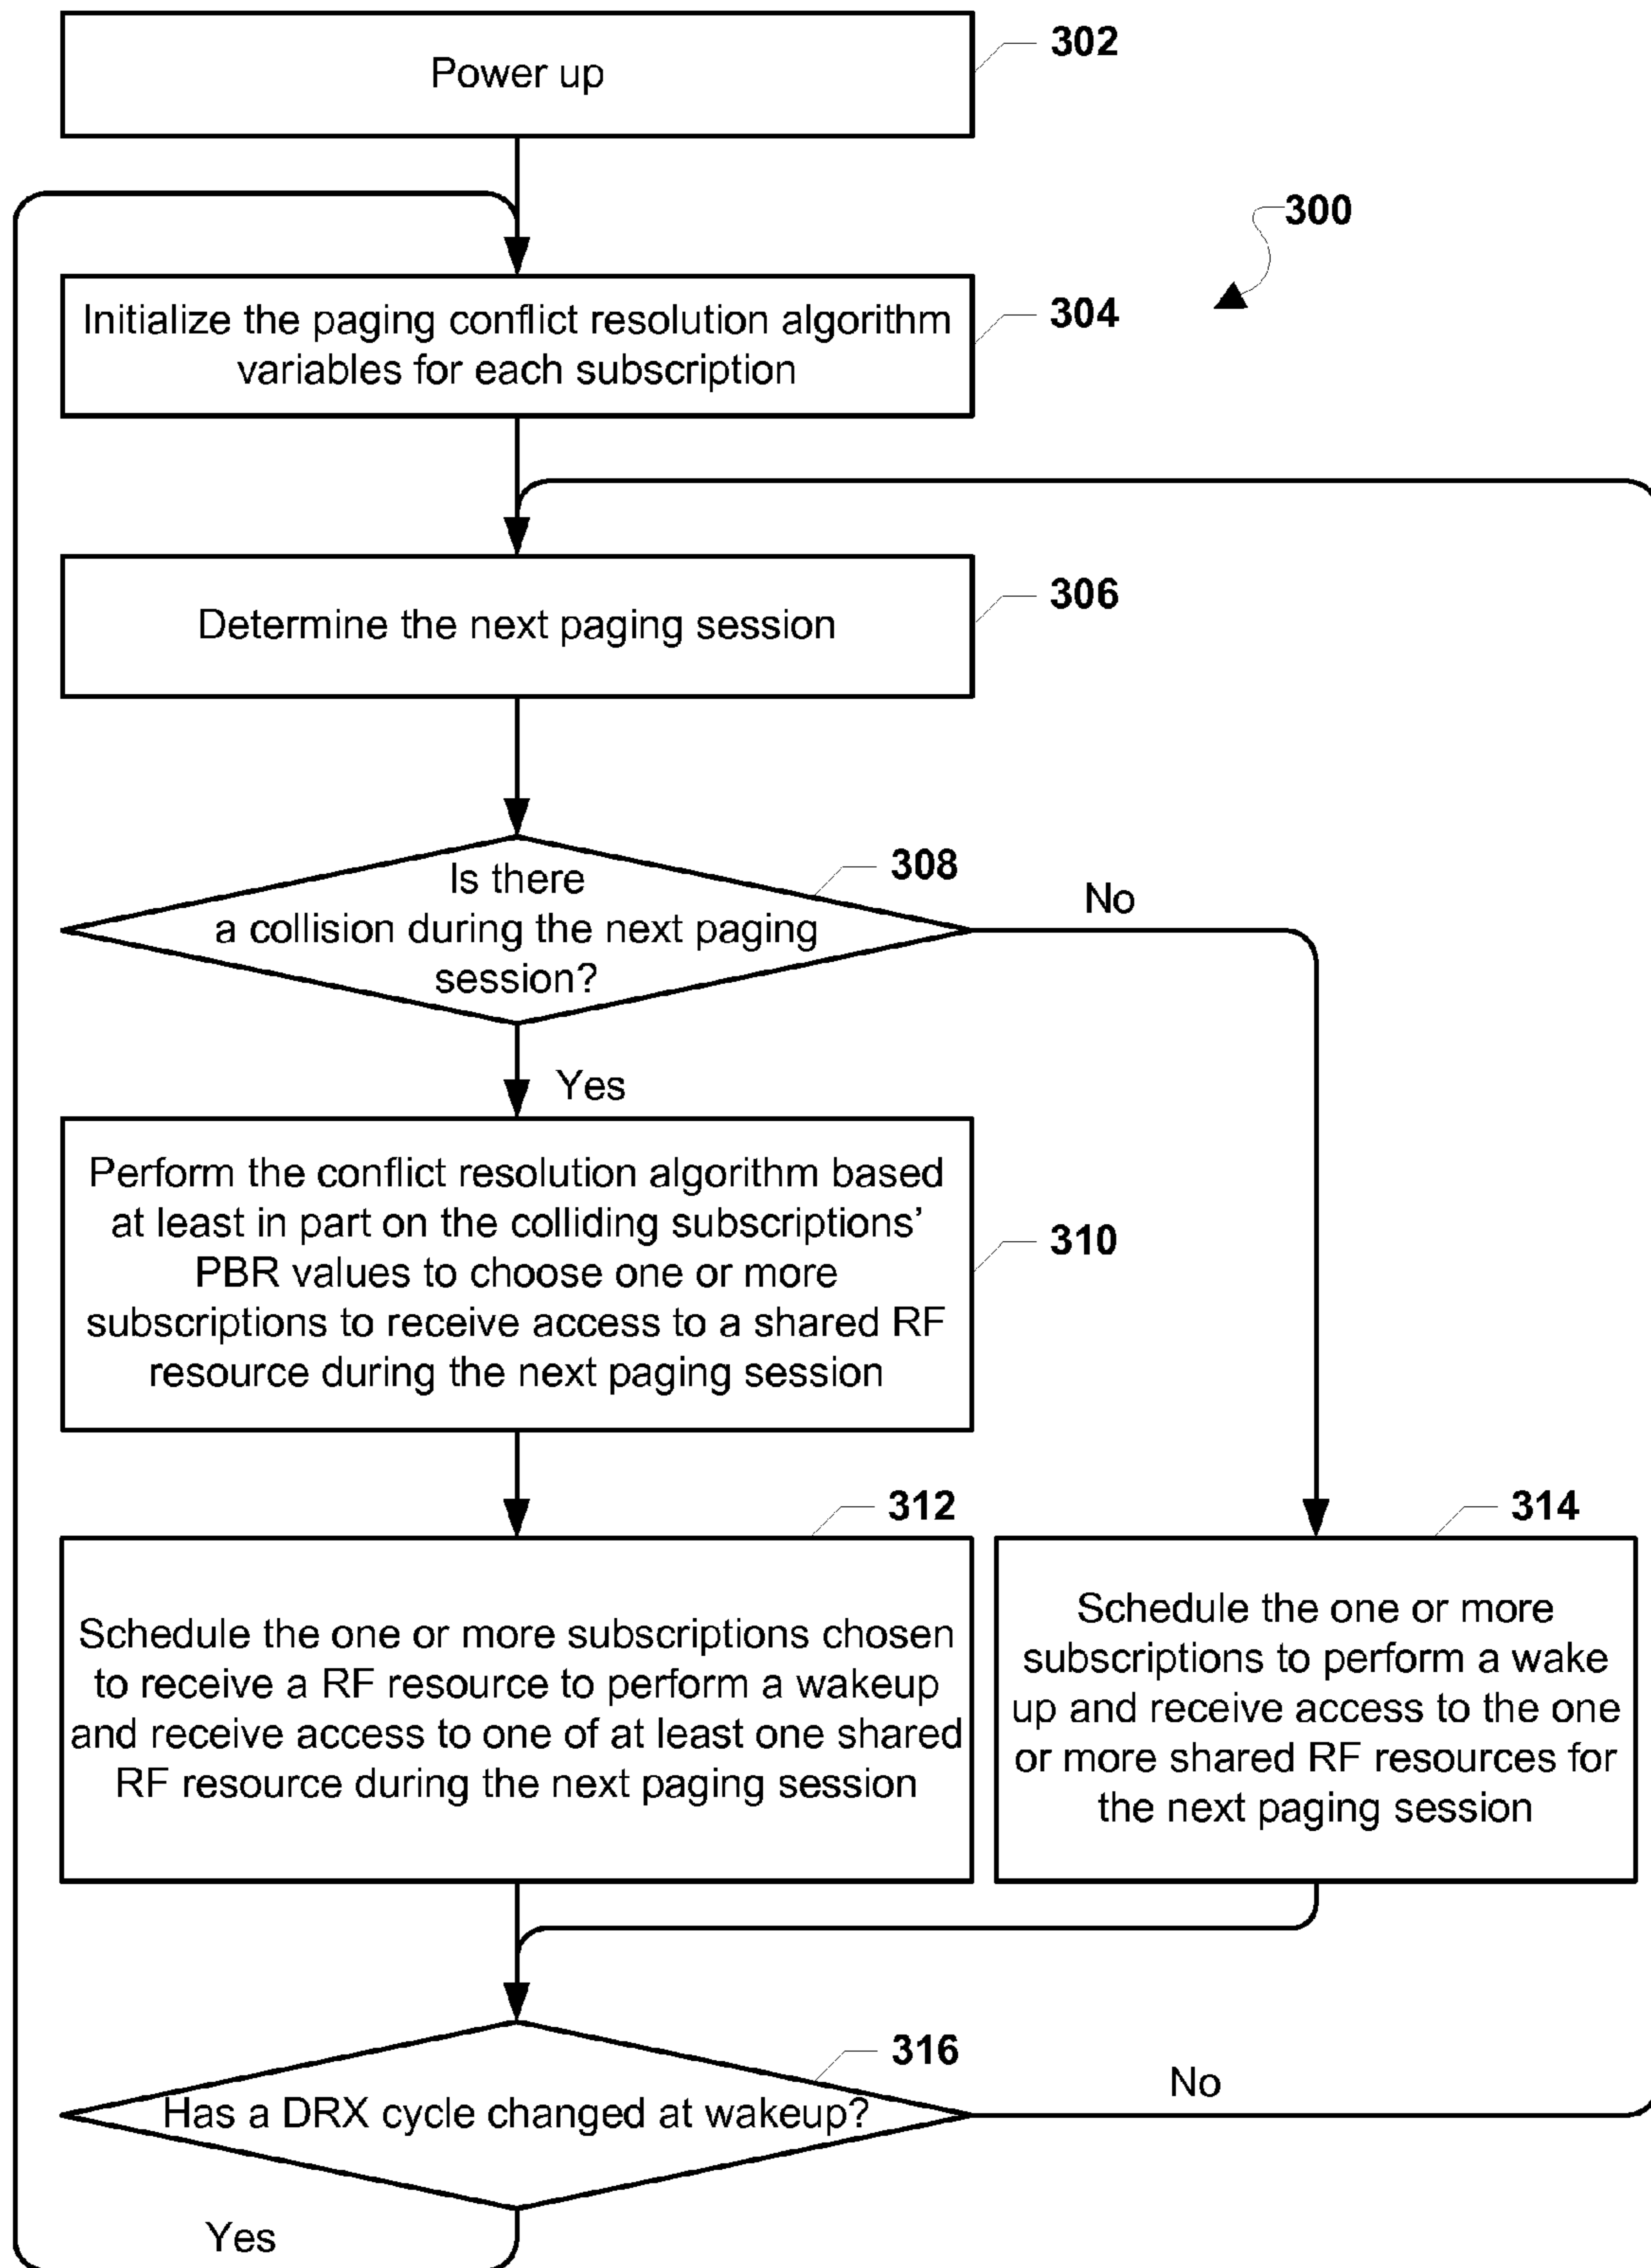 Power up
302
300
Initialize the paging conflict resolution algorithm
variables for each subscription
304
Determine the next paging session
306
Is there
a collision during the next paging
session?
308
No
Yes
Perform the conflict resolution algorithm based
at least in part on the colliding subscriptions’
PBR values to choose one or more
subscriptions to receive access to a shared RF
resource during the next paging session
310
312
Schedule the one or more subscriptions chosen
to receive a RF resource to perform a wakeup
and receive access to one of at least one shared
RF resource during the next paging session
314
Schedule the one or more
subscriptions to perform a wake
up and receive access to the one
or more shared RF resources for
the next paging session
316
Has a DRX cycle changed at wakeup?
No
Yes